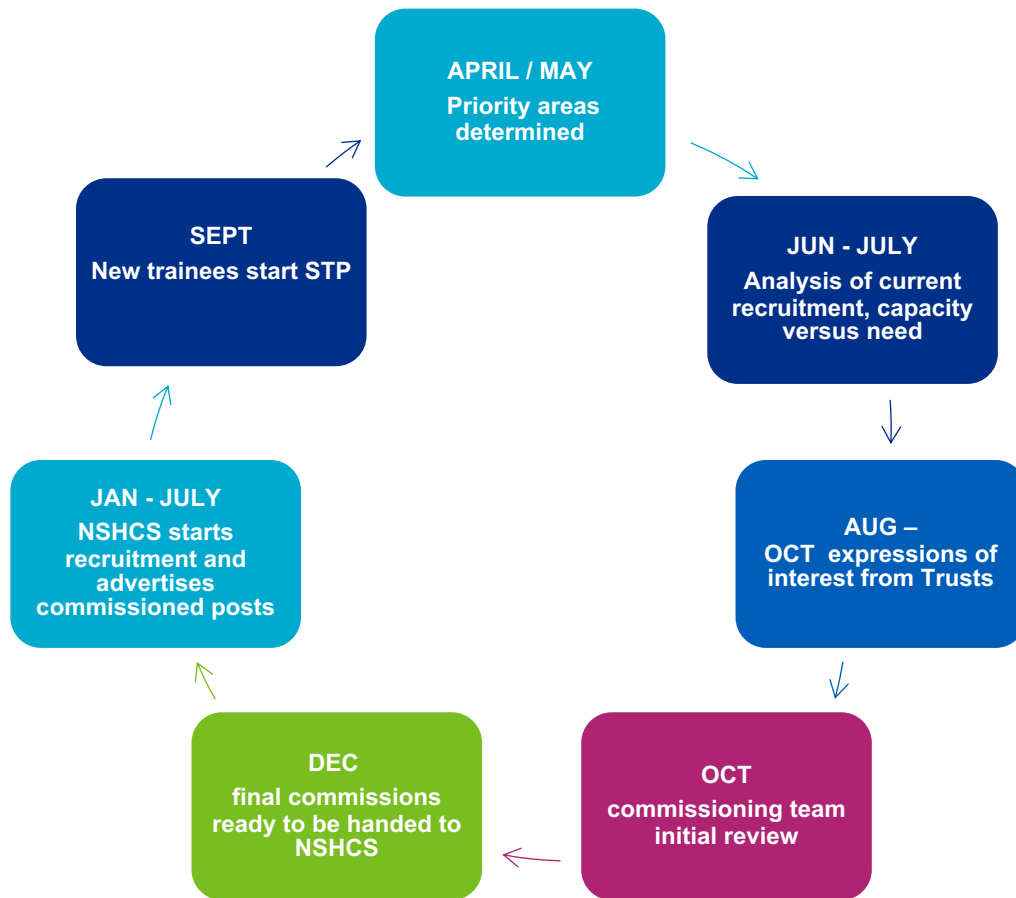 APRIL / MAY
Priority areas
determined
JUN - JULY
Analysis of current
recruitment, capacity
versus need
AUG –
OCT expressions of
interest from Trusts
OCT
commissioning team
initial review
DEC
final commissions
ready to be handed to
NSHCS
JAN - JULY
NSHCS starts
recruitment and
advertises
commissioned posts
SEPT
New trainees start STP